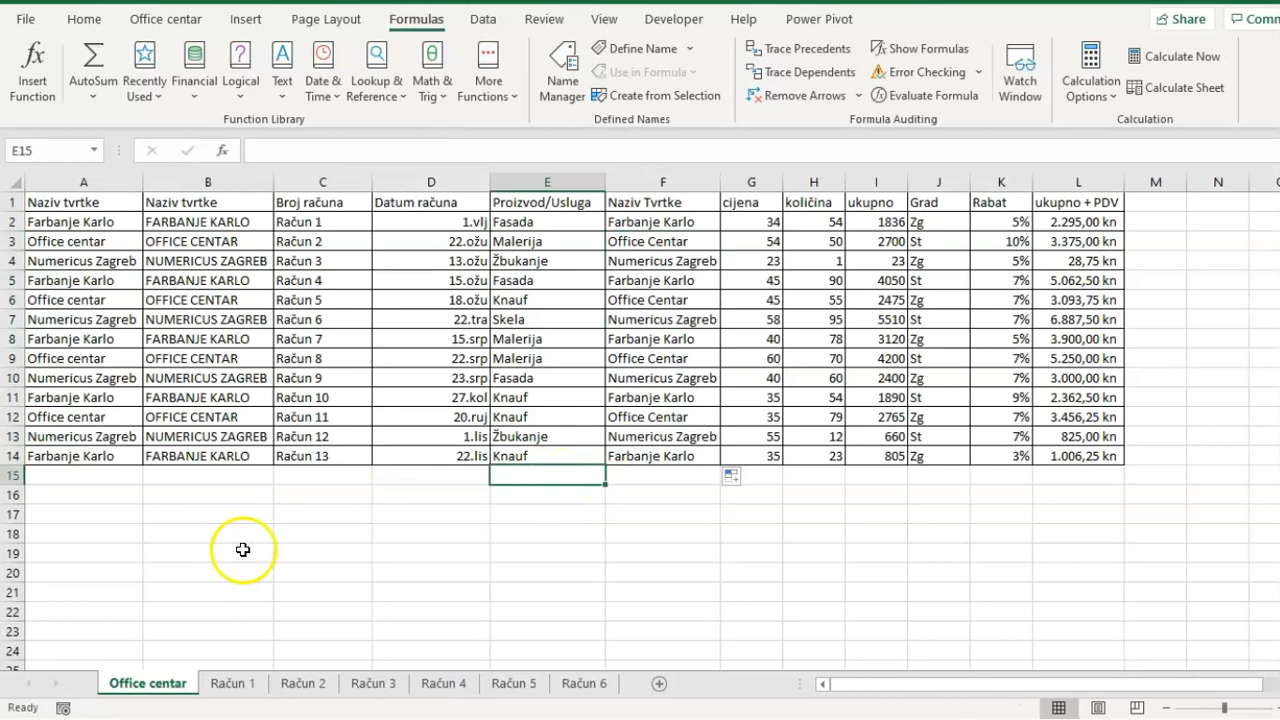 File Home Office centar Insert Page Layout Formulas Data Review View Developer Help Power Pivot Share
Insert Function AutoSum Recently Used Financial Logical Text Date & Time Lookup & Reference Math & Trig More Functions
Function Library
Name Manager Define Name Use in Formula Create from Selection
Defined Names
Trace Precedents Trace Dependents Remove Arrows Show Formulas Error Checking Evaluate Formula Watch Window
Formula Auditing
Calculation Options Calculate Now Calculate Sheet
Calculation
E15 fx
A B C D E F G H I J K L M N
1 Naziv tvrtke Naziv tvrtke Broj računa Datum računa Proizvod/Usluga Naziv Tvrtke cijena količina ukupno Grad Rabat ukupno + PDV
2 Farbanje Karlo FARBANJE KARLO Račun 1 1.vlj Fasada Farbanje Karlo 34 54 1836 Zg 5% 2.295,00 kn
3 Office centar OFFICE CENTAR Račun 2 22.ožu Malerija Office Centar 54 50 2700 St 10% 3.375,00 kn
4 Numericus Zagreb NUMERICUS ZAGREB Račun 3 13.ožu Žbukanje Numericus Zagreb 23 1 23 Zg 5% 28,75 kn
5 Farbanje Karlo FARBANJE KARLO Račun 4 15.ožu Fasada Farbanje Karlo 45 90 4050 St 7% 5.062,50 kn
6 Office centar OFFICE CENTAR Račun 5 18.ožu Knauf Office Centar 45 55 2475 Zg 7% 3.093,75 kn
7 Numericus Zagreb NUMERICUS ZAGREB Račun 6 22.tra Skela Numericus Zagreb 58 95 5510 St 7% 6.887,50 kn
8 Farbanje Karlo FARBANJE KARLO Račun 7 15.srp Malerija Farbanje Karlo 40 78 3120 Zg 7% 3.900,00 kn
9 Office centar OFFICE CENTAR Račun 8 22.srp Malerija Office Centar 60 70 4200 St 7% 5.250,00 kn
10 Numericus Zagreb NUMERICUS ZAGREB Račun 9 23.srp Fasada Numericus Zagreb 40 60 2400 Zg 7% 3.000,00 kn
11 Farbanje Karlo FARBANJE KARLO Račun 10 27.kol Knauf Farbanje Karlo 35 54 1890 St 9% 2.362,50 kn
12 Office centar OFFICE CENTAR Račun 11 20.ruj Knauf Office Centar 35 79 2765 Zg 7% 3.456,25 kn
13 Numericus Zagreb NUMERICUS ZAGREB Račun 12 1.lis Žbukanje Numericus Zagreb 55 12 660 St 7% 825,00 kn
14 Farbanje Karlo FARBANJE KARLO Račun 13 22.lis Knauf Farbanje Karlo 35 23 805 Zg 3% 1.006,25 kn
15
16
17
18
19
20
21
22
23
24
Office centar Račun 1 Račun 2 Račun 3 Račun 4 Račun 5 Račun 6
Ready